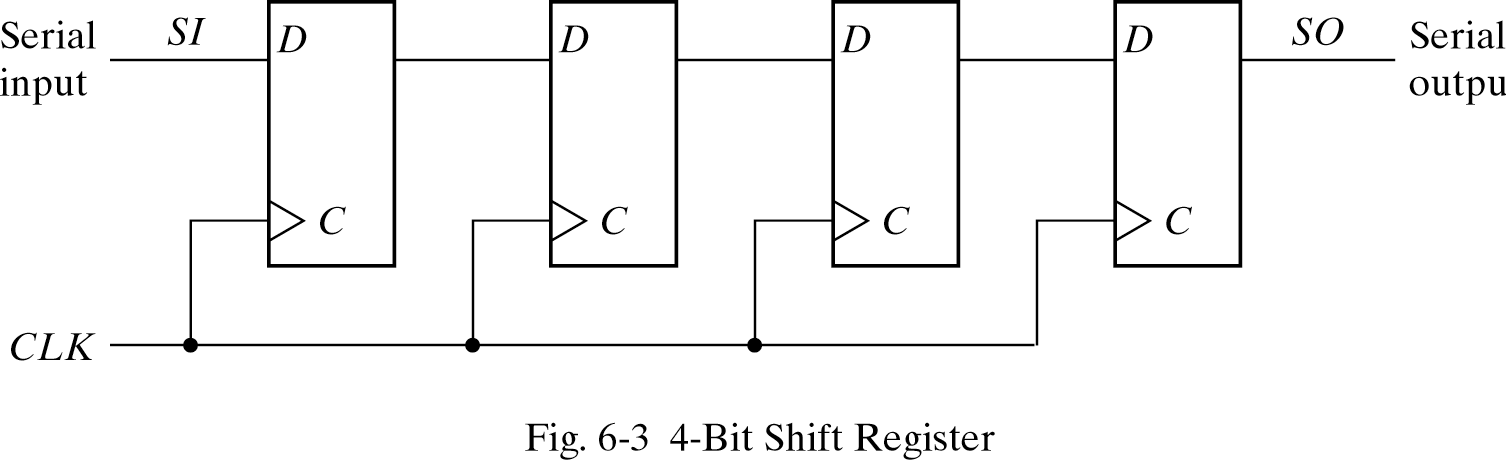 Serial
input
SI
D
D
D
D
SO
Serial
outpu
C
C
C
C
CLK
Fig. 6-3 4-Bit Shift Register